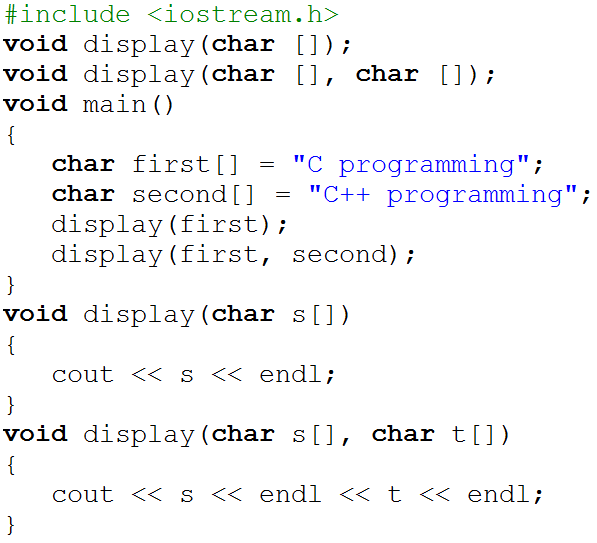 #include <iostream.h>
void display(char []);
void display(char [], char []);
void main()
{
   char first[] = "C programming";
   char second[] = "C++ programming";
   display(first);
   display(first, second);
}
void display(char s[])
{
   cout << s << endl;
}
void display(char s[], char t[])
{
   cout << s << endl << t << endl;
}